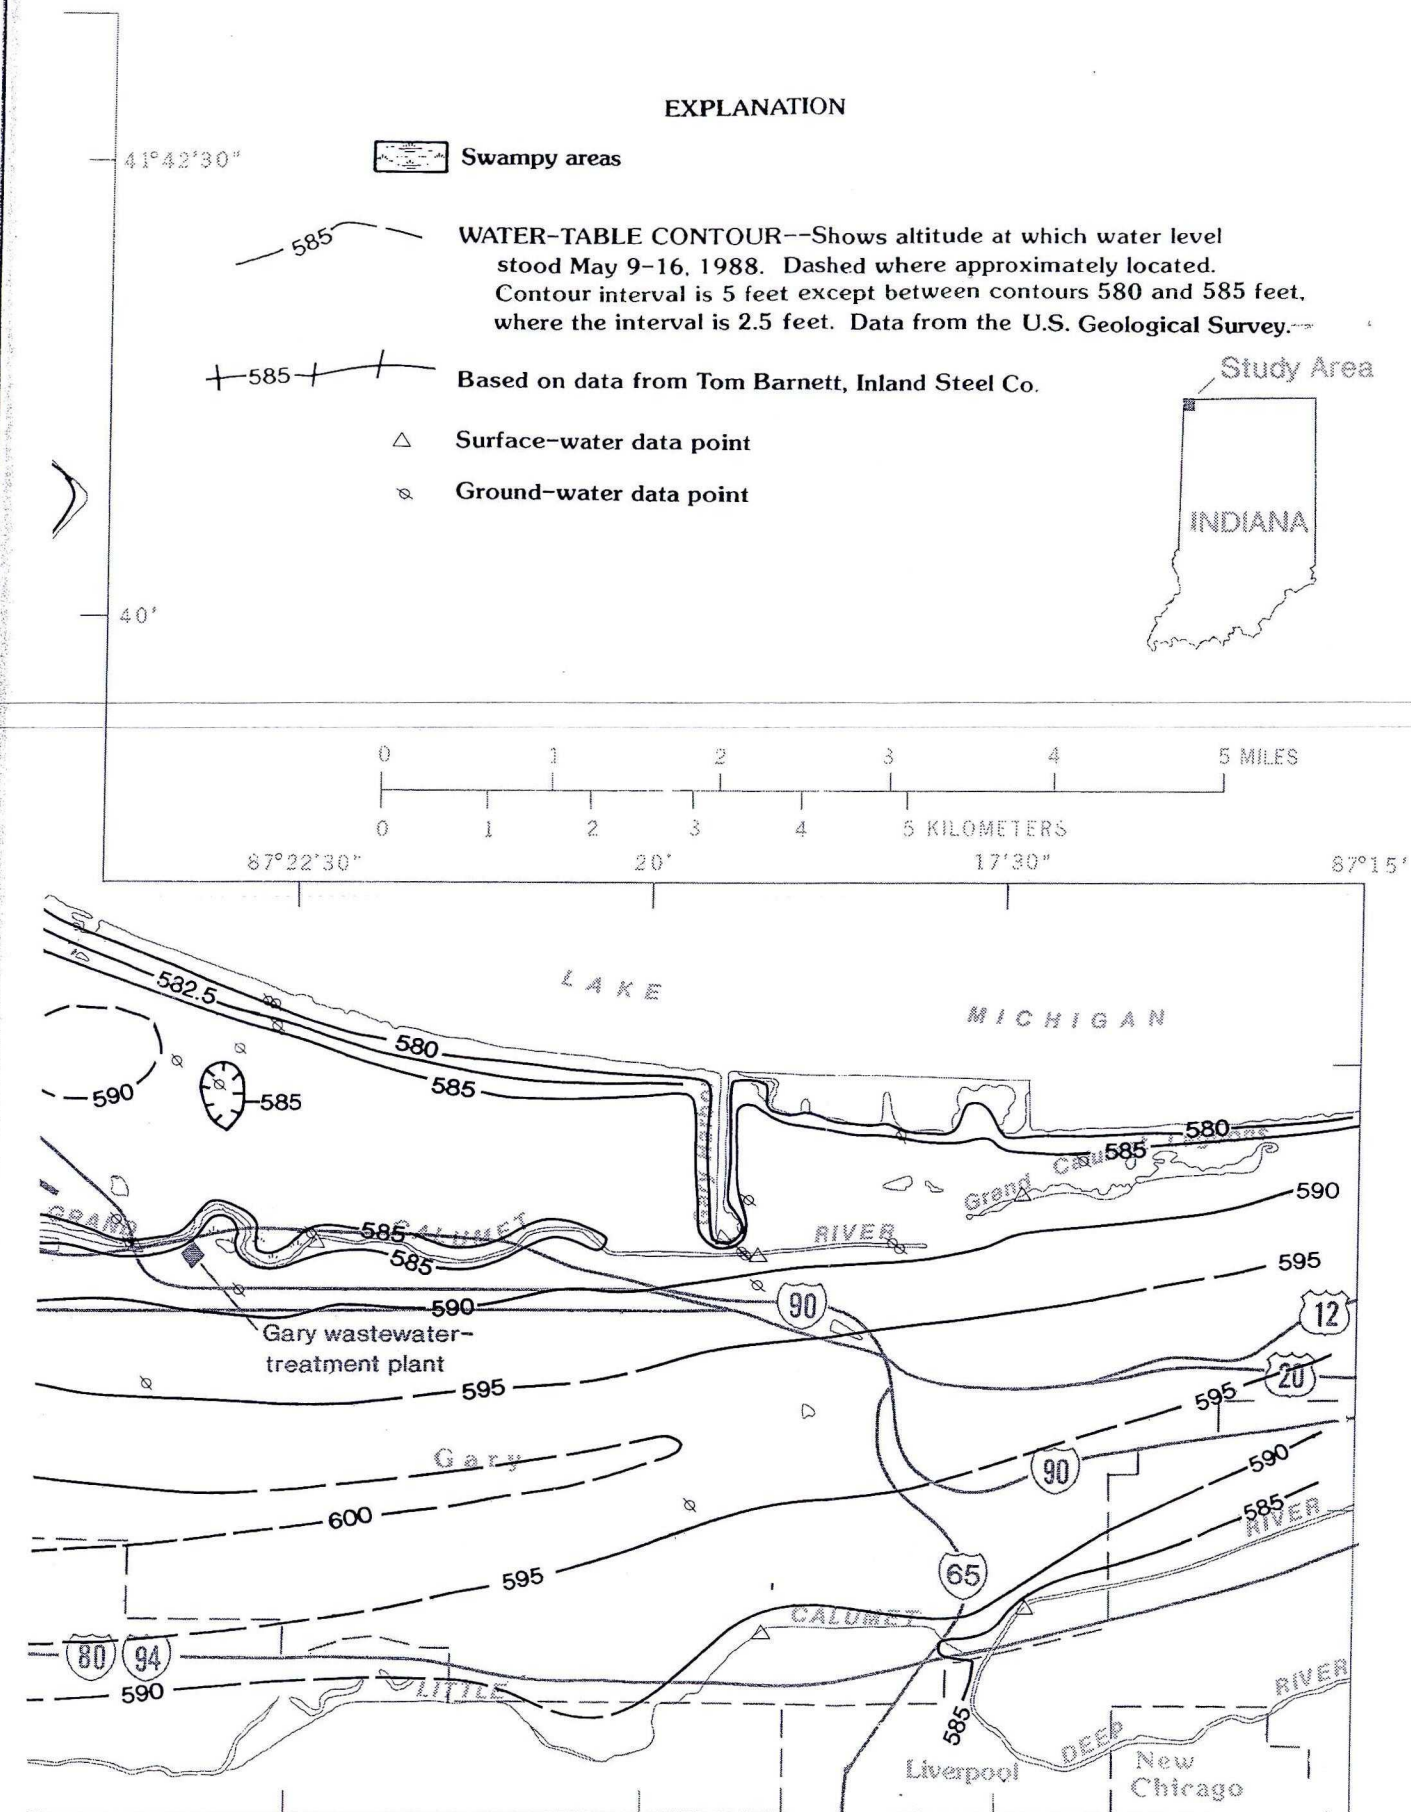 EXPLANATION
41°42'30"
Swampy areas
585
WATER-TABLE CONTOUR--Shows altitude at which water level
stood May 9-16, 1988. Dashed where approximately located.
Contour interval is 5 feet except between contours 580 and 585 feet,
where the interval is 2.5 feet. Data from the U.S. Geological Survey.
585
Based on data from Tom Barnett, Inland Steel Co.
Study Area
Surface-water data point
Ground-water data point
INDIANA
40'
0 1 2 3 4 5 MILES
0 1 2 3 4 5 KILOMETERS
87°22'30" 20' 17'30" 87°15'
LAKE
MICHIGAN
582.5
580
585
590
585
580
585
Grand Calumet Lagoons
590
GRAND CALUMET RIVER
585
585
595
590
90
12
Gary wastewater-
treatment plant
595
20
595
Gary
90
590
600
585
RIVER
595
65
CALUMET
80 94
590
LITTLE
585
RIVER
DEEP
Liverpool
New
Chicago